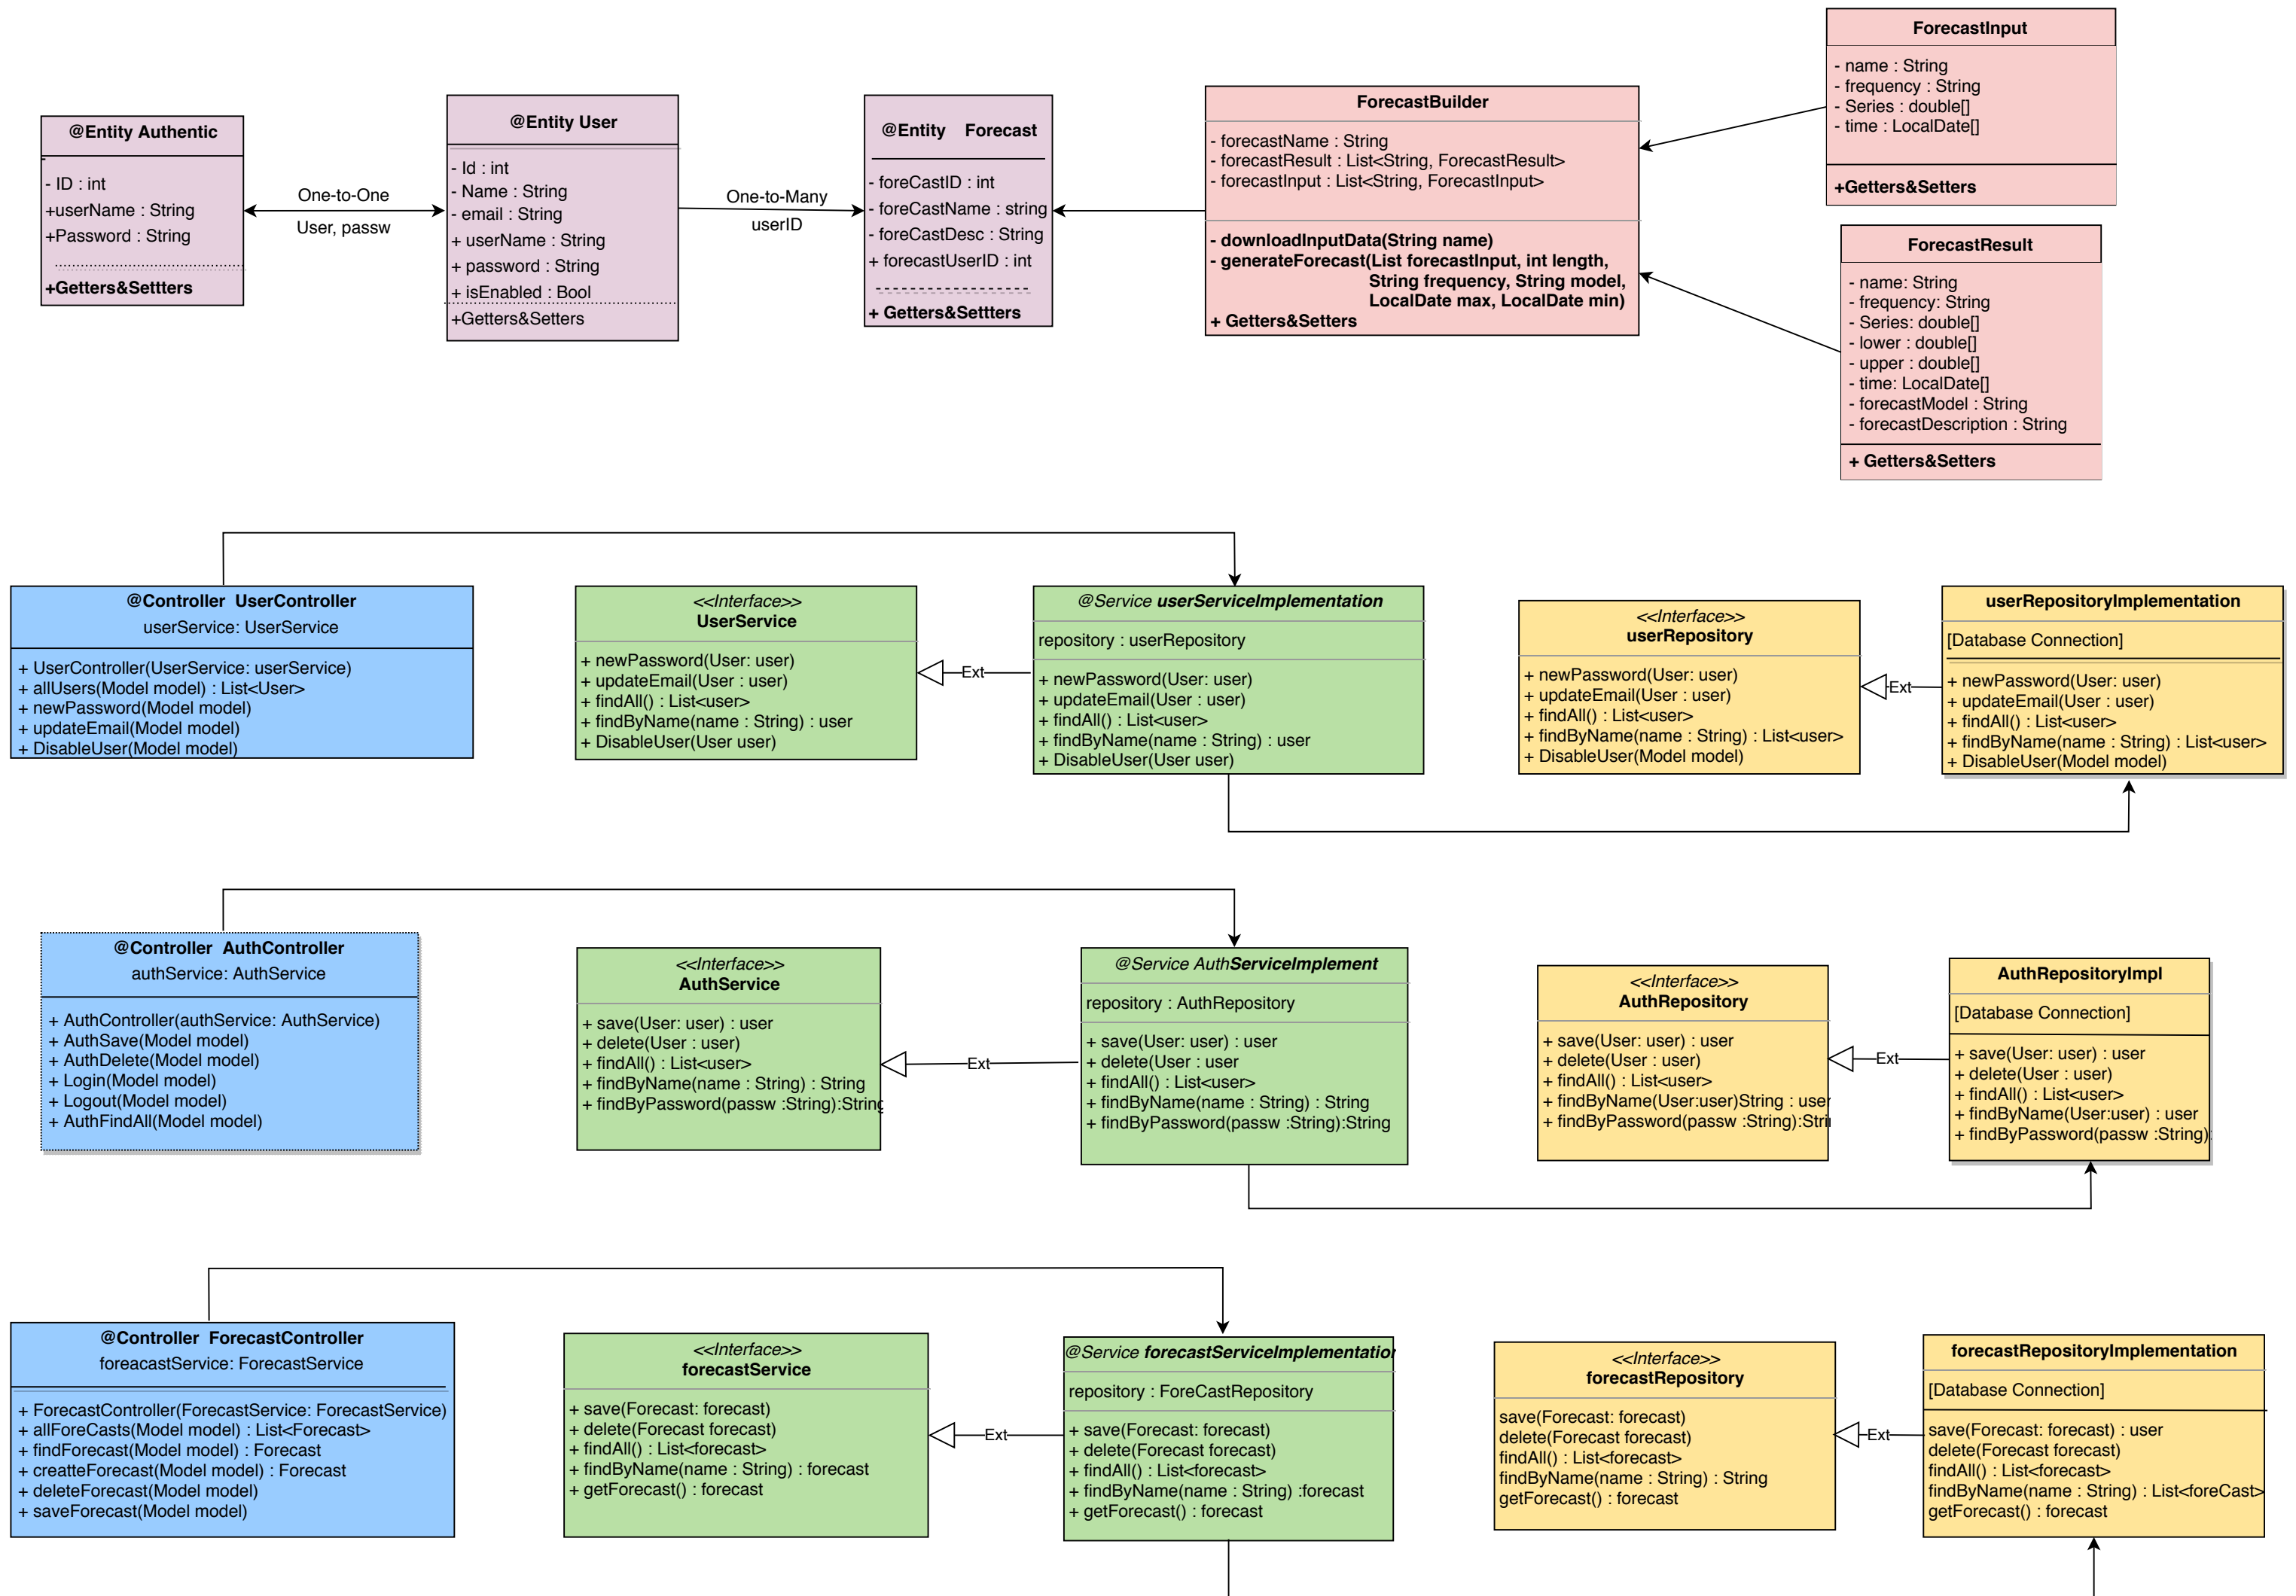 ForecastInput
- name : String
- frequency : String
- Series : double[]
- time : LocalDate[]
+Getters&Setters
@Entity Authentic
- ID : int
+userName : String
+Password : String
+Getters&Settters
One-to-One
User, passw
@Entity User
- Id : int
- Name : String
- email : String
+ userName : String
+ password : String
+ isEnabled : Bool
+Getters&Setters
One-to-Many
userID
@Entity Forecast
- foreCastID : int
- foreCastName : string
- foreCastDesc : String
+ forecastUserID : int
+ Getters&Settters
ForecastBuilder
- forecastName : String
- forecastResult : List<String, ForecastResult>
- forecastInput : List<String, ForecastInput>
- downloadInputData(String name)
- generateForecast(List forecastInput, int length,
String frequency, String model,
LocalDate max, LocalDate min)
+ Getters&Setters
ForecastResult
- name: String
- frequency: String
- Series: double[]
- lower : double[]
- upper : double[]
- time: LocalDate[]
- forecastModel : String
- forecastDescription : String
+ Getters&Setters
@Controller UserController
userService: UserService
+ UserController(UserService: userService)
+ allUsers(Model model) : List<User>
+ newPassword(Model model)
+ updateEmail(Model model)
+ DisableUser(Model model)
<<Interface>>
UserService
+ newPassword(User: user)
+ updateEmail(User : user)
+ findAll() : List<user>
+ findByName(name : String) : user
+ DisableUser(User user)
Ext
@Service userServiceImplementation
repository : userRepository
+ newPassword(User: user)
+ updateEmail(User : user)
+ findAll() : List<user>
+ findByName(name : String) : user
+ DisableUser(User user)
<<Interface>>
userRepository
+ newPassword(User: user)
+ updateEmail(User : user)
+ findAll() : List<user>
+ findByName(name : String) : List<user>
+ DisableUser(Model model)
Ext
userRepositoryImplementation
[Database Connection]
+ newPassword(User: user)
+ updateEmail(User : user)
+ findAll() : List<user>
+ findByName(name : String) : List<user>
+ DisableUser(Model model)
@Controller AuthController
authService: AuthService
+ AuthController(authService: AuthService)
+ AuthSave(Model model)
+ AuthDelete(Model model)
+ Login(Model model)
+ Logout(Model model)
+ AuthFindAll(Model model)
<<Interface>>
AuthService
+ save(User: user) : user
+ delete(User : user)
+ findAll() : List<user>
+ findByName(name : String) : String
+ findByPassword(passw :String):String
Ext
@Service AuthServiceImplement
repository : AuthRepository
+ save(User: user) : user
+ delete(User : user
+ findAll() : List<user>
+ findByName(name : String) : String
+ findByPassword(passw :String):String
<<Interface>>
AuthRepository
+ save(User: user) : user
+ delete(User : user)
+ findAll() : List<user>
+ findByName(User:user)String : user
+ findByPassword(passw :String):Stri
Ext
AuthRepositoryImpl
[Database Connection]
+ save(User: user) : user
+ delete(User : user)
+ findAll() : List<user>
+ findByName(User:user) : user
+ findByPassword(passw :String):
@Controller ForecastController
foreacastService: ForecastService
+ ForecastController(ForecastService: ForecastService)
+ allForeCasts(Model model) : List<Forecast>
+ findForecast(Model model) : Forecast
+ creatteForecast(Model model) : Forecast
+ deleteForecast(Model model)
+ saveForecast(Model model)
<<Interface>>
forecastService
+ save(Forecast: forecast)
+ delete(Forecast forecast)
+ findAll() : List<forecast>
+ findByName(name : String) : forecast
+ getForecast() : forecast
Ext
@Service forecastServiceImplementation
repository : ForeCastRepository
+ save(Forecast: forecast)
+ delete(Forecast forecast)
+ findAll() : List<forecast>
+ findByName(name : String) :forecast
+ getForecast() : forecast
<<Interface>>
forecastRepository
save(Forecast: forecast)
delete(Forecast forecast)
findAll() : List<forecast>
findByName(name : String) : String
getForecast() : forecast
Ext
forecastRepositoryImplementation
[Database Connection]
save(Forecast: forecast) : user
delete(Forecast forecast)
findAll() : List<forecast>
findByName(name : String) : List<foreCast>
getForecast() : forecast